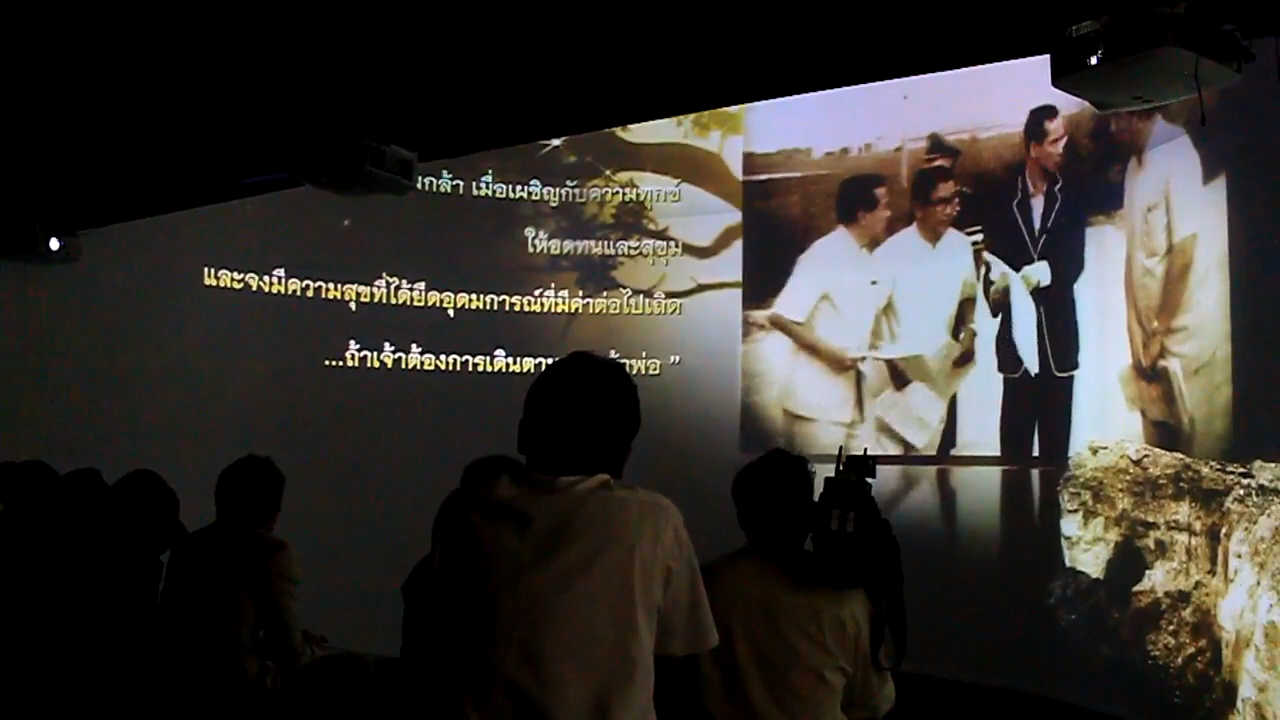 กล้า เมื่อเผชิญกับความทุกข์
ให้อดทนและสุขุม
และจงมีความสุขที่ได้ยึดอุดมการณ์ที่มีค่าต่อไปเถิด
...ถ้าเจ้าต้องการเดินตาม พ่อ ”